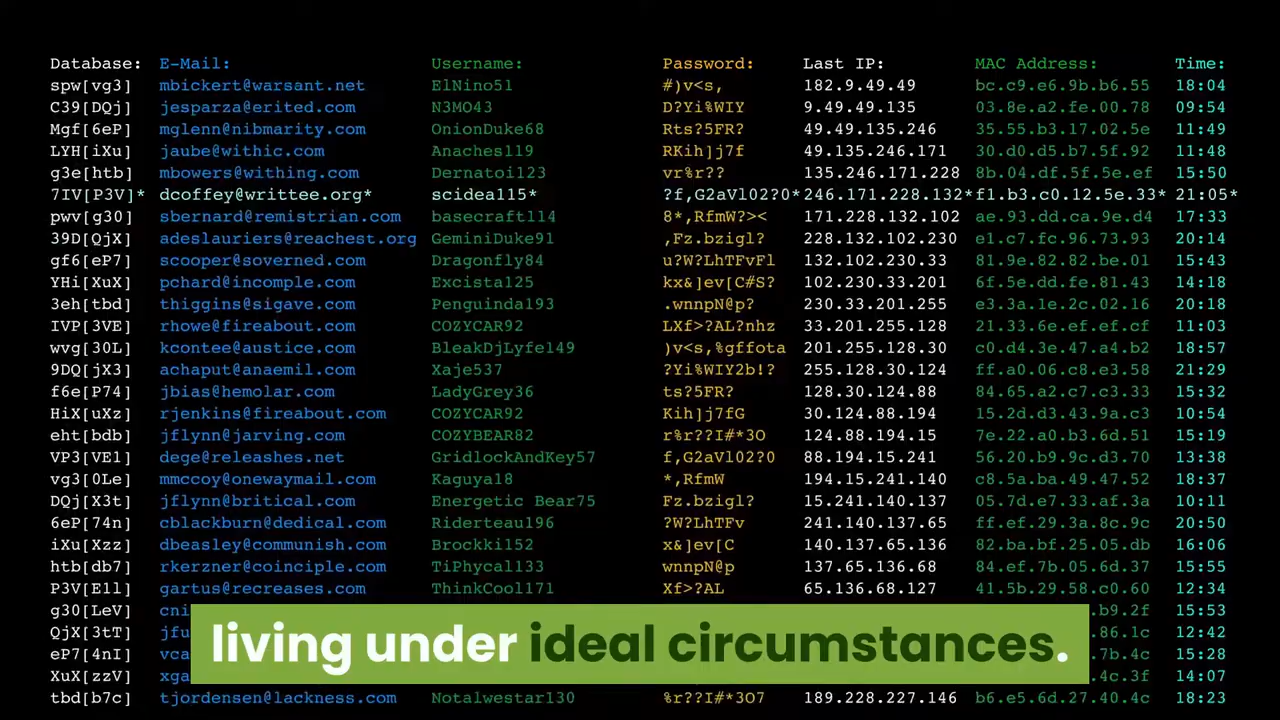 Database: E-Mail: Username: Password: Last IP: MAC Address: Time:
spw[vg3] mbickert@warsant.net ElNino51 #)v<s, 182.9.49.49 bc.c9.e6.9b.b6.55 18:04
C39[DQj] jesparza@erited.com N3MO43 D?Yi%WIY 9.49.49.135 03.8e.a2.fe.00.78 09:54
Mgf[6eP] mglenn@nibmarity.com OnionDuke68 Rts?5FR? 49.49.135.246 35.55.b3.17.02.5e 11:49
LYH[iXu] jaube@withic.com Anaches119 RKih]j7f 49.135.246.171 30.d0.d5.b7.5f.92 11:48
g3e[htb] mbowers@withing.com Dernatoi123 vr%r?? 135.246.171.228 8b.04.df.5f.5e.ef 15:50
7IV[P3V]* dcoffey@writtee.org* scidea115* ?f,G2aVl02?0* 246.171.228.132* f1.b3.c0.12.5e.33* 21:05*
pwv[g30] sbernard@remistrian.com basecraft114 8*,RfmW?>< 171.228.132.102 ae.93.dd.ca.9e.d4 17:33
39D[QjX] adeslauriers@reachest.org GeminiDuke91 ,Fz.bzigl? 228.132.102.230 e1.c7.fc.96.73.93 20:14
gf6[eP7] scooper@soverned.com Dragonfly84 u?W?LhTFvFl 132.102.230.33 81.9e.82.82.be.01 15:43
YHi[XuX] pchard@incomple.com Excista125 kx&]ev[C#S? 102.230.33.201 6c.5e.dd.fe.81.43 14:18
3eh[tbd] thiggins@sigave.com Penguinda193 .wnnpN@p? 230.33.201.255 e3.3a.1e.2c.02.16 20:18
IVP[3VE] rhowe@fireabout.com COZYCAR92 LXf>?AL?nhz 33.201.255.128 21.33.6e.ef.ef.cf 11:03
wvg[30L] kcontee@austice.com BleakDjLyfe149 )v<s,%gffota 201.255.128.30 c0.d4.3e.47.a4.b2 18:57
9DQ[jX3] achaput@anaemil.com Xaje537 ?Yi%WIY2b!? 255.128.30.124 ff.a0.06.c8.e3.58 21:29
f6e[P74] jbias@hemolar.com LadyGrey36 ts?5FR? 128.30.124.88 84.65.a2.c7.c3.33 15:32
HiX[uXz] rjenkins@fireabout.com COZYCAR92 Kih]j7fG 30.124.88.194 15.2d.d3.43.9a.c3 10:54
eht[bdb] jflynn@jarving.com COZYBEAR82 r%r??I#*3O 124.88.194.15 7e.22.a0.b3.6d.51 15:19
VP3[VE1] dege@releashes.net GridlockAndKey57 f,G2aVl02?0 88.194.15.241 56.20.b9.9c.d3.70 13:38
vg3[0Le] mmccoy@onewaymail.com Kaguya18 *,RfmW 194.15.241.140 c8.5a.ba.49.47.52 18:37
DQj[X3t] jflynn@britical.com Energetic Bear75 Fz.bzigl? 15.241.140.137 05.7d.e7.33.af.3a 10:11
6eP[74n] cblackburn@dedical.com Riderteau196 ?W?LhTFv 241.140.137.65 ff.ef.29.3a.8c.9c 20:50
iXu[Xzz] dbeasley@communish.com Brockki152 x&]ev[C 140.137.65.136 82.ba.bf.25.05.db 16:06
htb[db7] rkerzner@coinciple.com TiPhycal133 wnnpN@p 137.65.136.68 84.ef.7b.05.6d.37 15:55
P3V[E1l] gartus@recreases.com ThinkCool171 Xf>?AL 65.136.68.127 41.5b.29.58.c0.60 12:34
g30[LeV] 15:53
QjX[3tT] 12:42
living under ideal circumstances.
eP7[4nI] 15:28
XuX[zzV] 14:07
tbd[b7c] tjordensen@lackness.com Notalwestar130 %r??I#*3O7 189.228.227.146 b6.e5.6d.27.40.4c 18:23